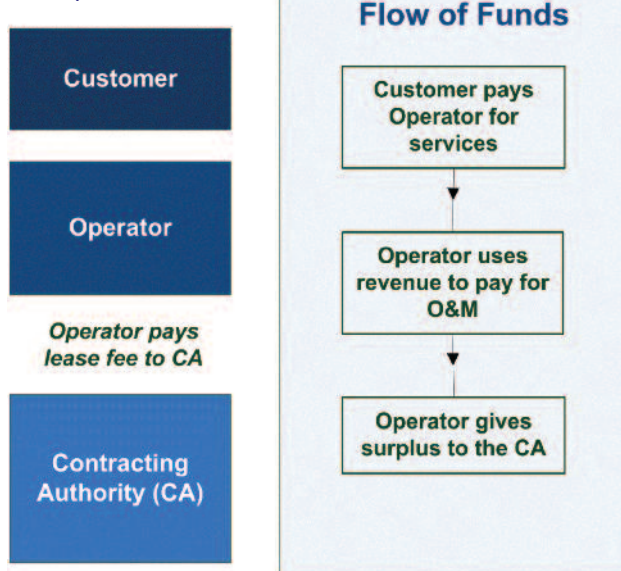 Customer
Operator
Operator pays
lease fee to CA
Contracting
Authority (CA)
Flow of Funds
Customer pays
Operator for
services
Operator uses
revenue to pay for
O&M
Operator gives
surplus to the CA